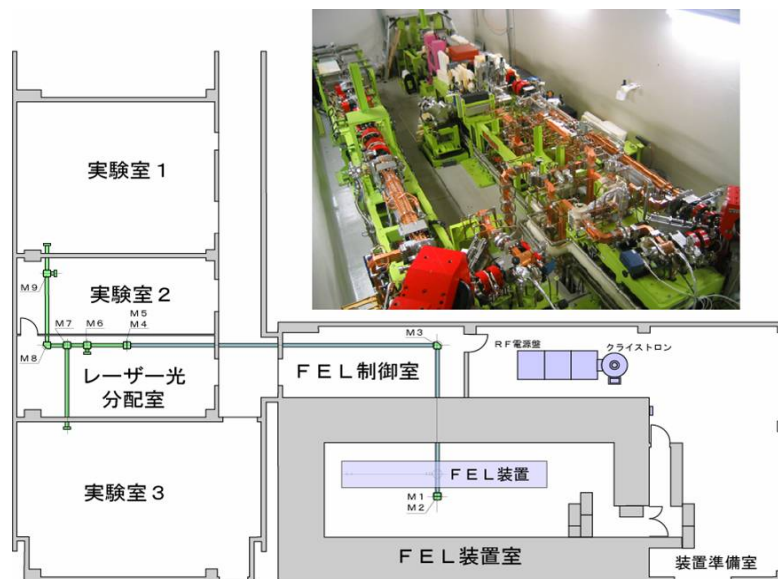 実験室１
実験室２
M9
M5
M7
M6
M4
M3
M8
レーザー光
分配室
ＦＥＬ制御室
ＲＦ電源盤
クライストロン
実験室３
ＦＥＬ装置
M1
M2
ＦＥＬ装置室
装置準備室